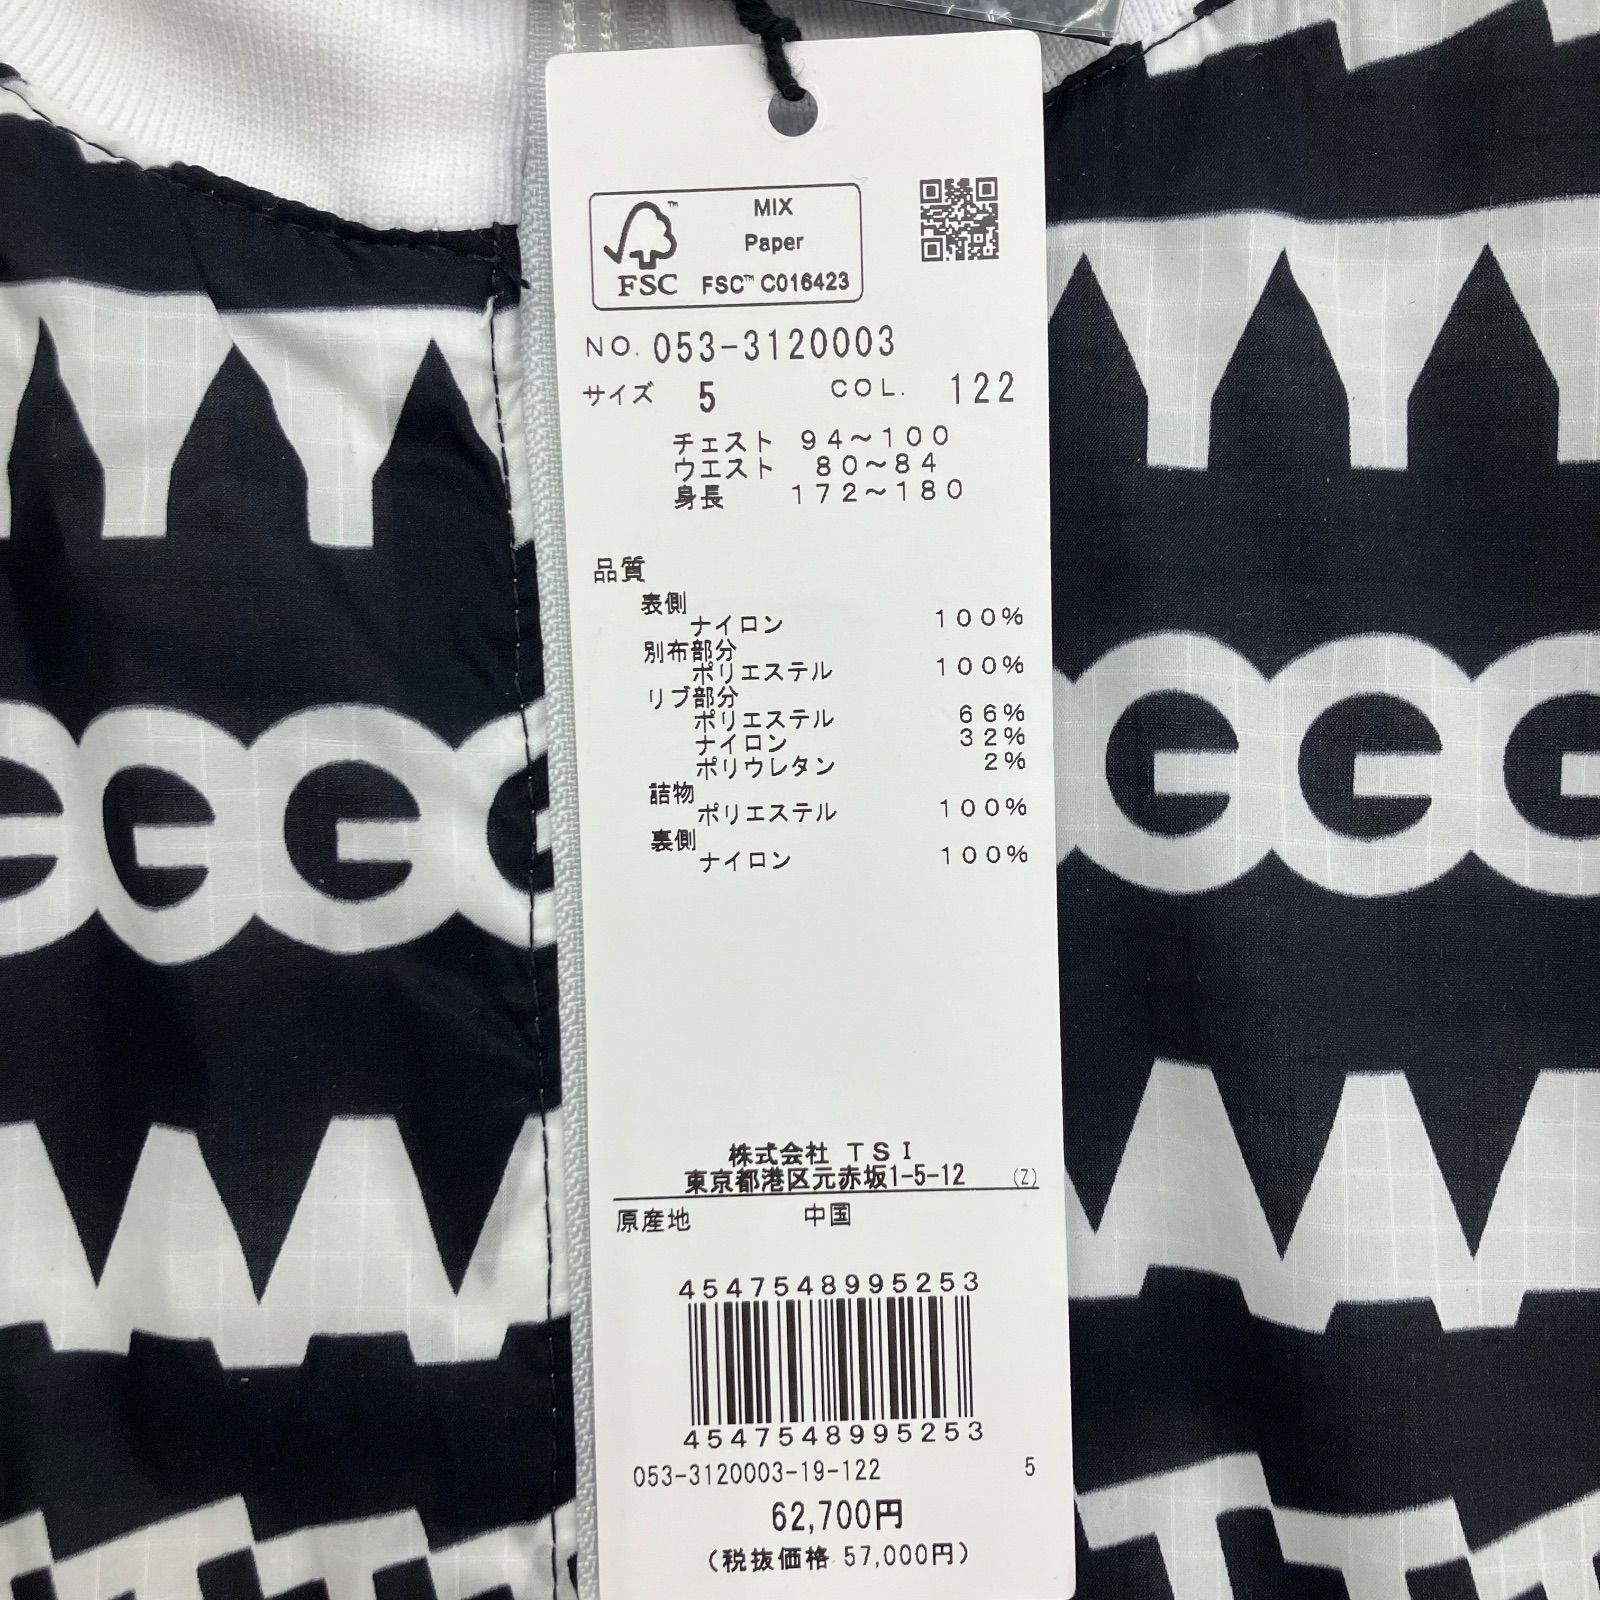 MIX
Paper
FSC™ C016423
FSC
NO. 053-3120003
サイズ 5 COL. 122
チェスト 94～100
ウエスト 80～84
身長 172～180
品質
表側
ナイロン 100%
別布部分
ポリエステル 100%
リブ部分
ポリエステル 66%
ナイロン 32%
ポリウレタン 2%
詰物
ポリエステル 100%
裏側
ナイロン 100%
株式会社 TSI
東京都港区元赤坂1-5-12 (Z)
原産地 中国
4547548995253
4547548995253
053-3120003-19-122 5
62,700円
(税抜価格 57,000円)